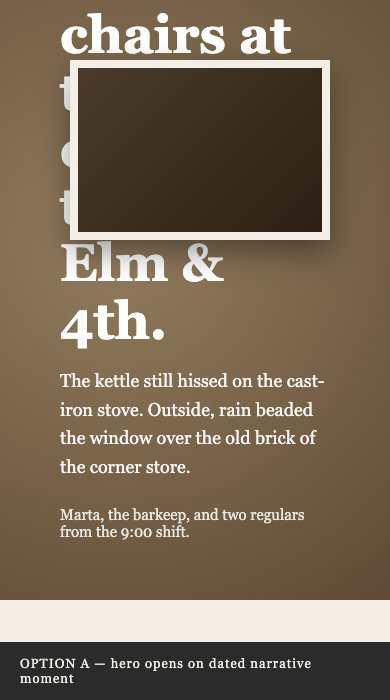 chairs at
Elm &
4th.
The kettle still hissed on the cast-
iron stove. Outside, rain beaded
the window over the old brick of
the corner store.
Marta, the barkeep, and two regulars
from the 9:00 shift.
OPTION A — hero opens on dated narrative
moment